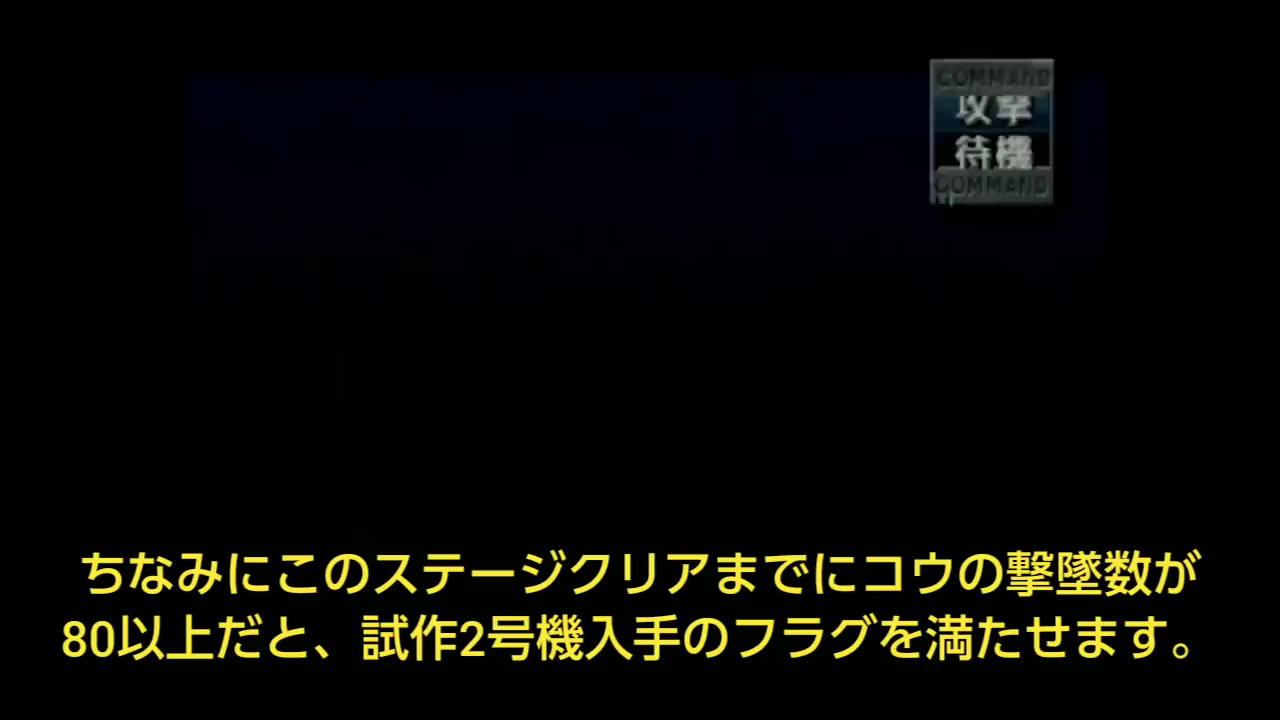 COMMAND
攻撃
待機
COMMAND
ちなみにこのステージクリアまでにコウの撃墜数が
80以上だと、試作2号機入手のフラグを満たせます。